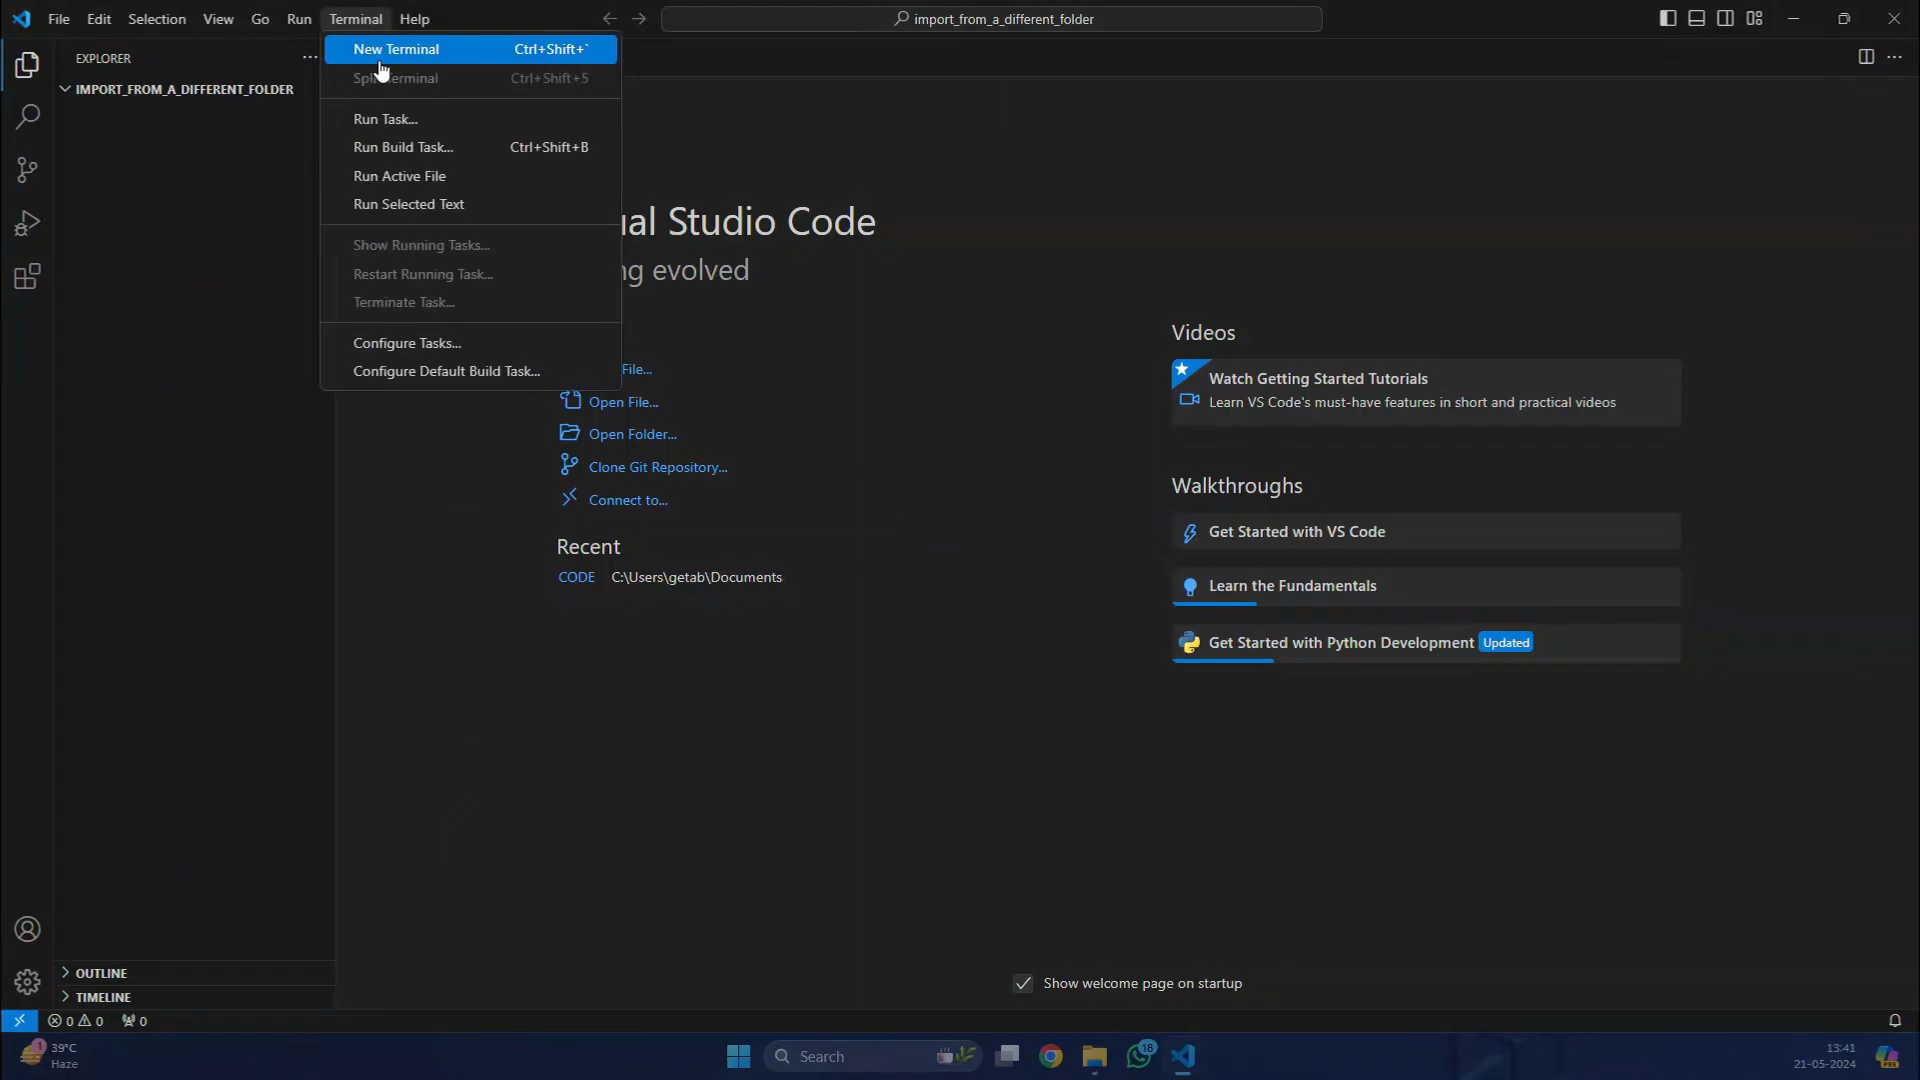 File Edit Selection View Go Run Terminal Help
import_from_a_different_folder
EXPLORER
IMPORT_FROM_A_DIFFERENT_FOLDER
New Terminal Ctrl+Shift+`
Terminal Ctrl+Shift+5
Run Task...
Run Build Task... Ctrl+Shift+B
Run Active File
Run Selected Text
Show Running Tasks...
Restart Running Task...
Terminate Task...
Configure Tasks...
Configure Default Build Task...
ual Studio Code
ng evolved
File...
Open File...
Open Folder...
Clone Git Repository...
Connect to...
Recent
CODE C:\Users\getab\Documents
Videos
Watch Getting Started Tutorials
Learn VS Code's must-have features in short and practical videos
Walkthroughs
Get Started with VS Code
Learn the Fundamentals
Get Started with Python Development Updated
Show welcome page on startup
OUTLINE
TIMELINE
0 0 0
1
39°C
Haze
Search
18
13:41
21-05-2024